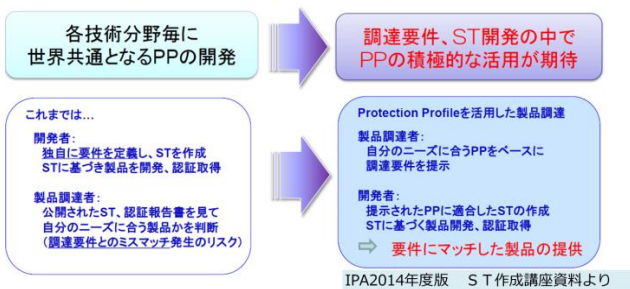 各技術分野毎に
世界共通となるPPの開発
調達要件、ST開発の中で
PPの積極的な活用が期待
これまでは…
開発者：
独自に要件を定義し、STを作成
STに基づき製品を開発、認証取得
製品調達者：
公開されたST、認証報告書を見て
自分のニーズに合う製品かを判断
（調達要件とのミスマッチ発生のリスク）
Protection Profileを活用した製品調達
製品調達者：
自分のニーズに合うPPをベースに
調達要件を提示
開発者：
提示されたPPに適合したSTの作成
STに基づく製品開発、認証取得
⇒ 要件にマッチした製品の提供
IPA2014年度版　ＳＴ作成講座資料より